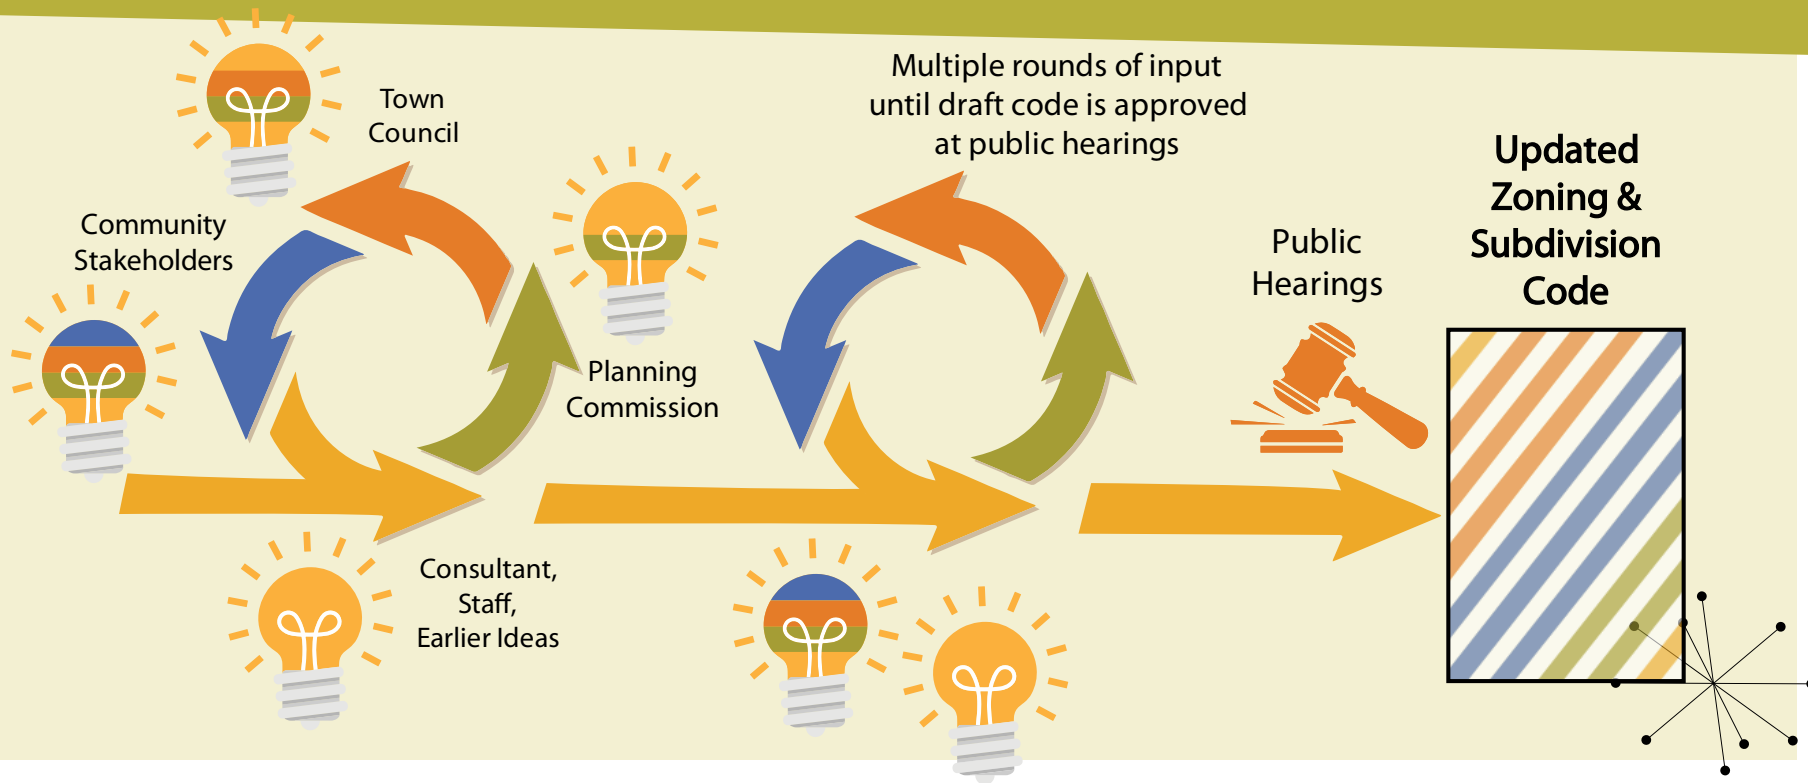 Town
Council
Community
Stakeholders
Planning
Commission
Consultant,
Staff,
Earlier Ideas
Multiple rounds of input
until draft code is approved
at public hearings
Public
Hearings
Updated
Zoning &
Subdivision
Code